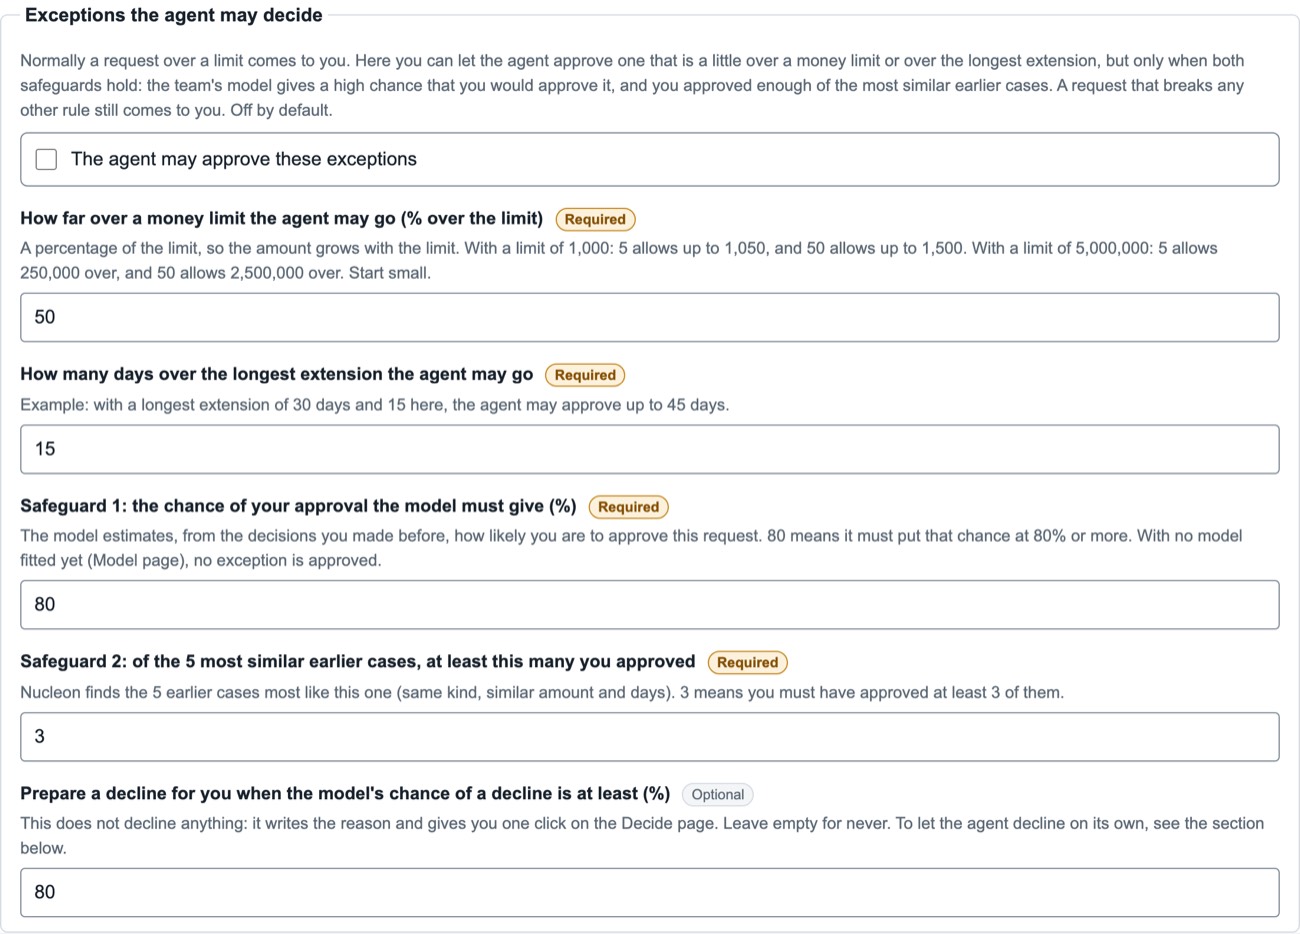 Exceptions the agent may decide
Normally a request over a limit comes to you. Here you can let the agent approve one that is a little over a money limit or over the longest extension, but only when both
safeguards hold: the team's model gives a high chance that you would approve it, and you approved enough of the most similar earlier cases. A request that breaks any
other rule still comes to you. Off by default.
The agent may approve these exceptions
How far over a money limit the agent may go (% over the limit) Required
A percentage of the limit, so the amount grows with the limit. With a limit of 1,000: 5 allows up to 1,050, and 50 allows up to 1,500. With a limit of 5,000,000: 5 allows
250,000 over, and 50 allows 2,500,000 over. Start small.
50
How many days over the longest extension the agent may go Required
Example: with a longest extension of 30 days and 15 here, the agent may approve up to 45 days.
15
Safeguard 1: the chance of your approval the model must give (%) Required
The model estimates, from the decisions you made before, how likely you are to approve this request. 80 means it must put that chance at 80% or more. With no model
fitted yet (Model page), no exception is approved.
80
Safeguard 2: of the 5 most similar earlier cases, at least this many you approved Required
Nucleon finds the 5 earlier cases most like this one (same kind, similar amount and days). 3 means you must have approved at least 3 of them.
3
Prepare a decline for you when the model's chance of a decline is at least (%) Optional
This does not decline anything: it writes the reason and gives you one click on the Decide page. Leave empty for never. To let the agent decline on its own, see the section
below.
80